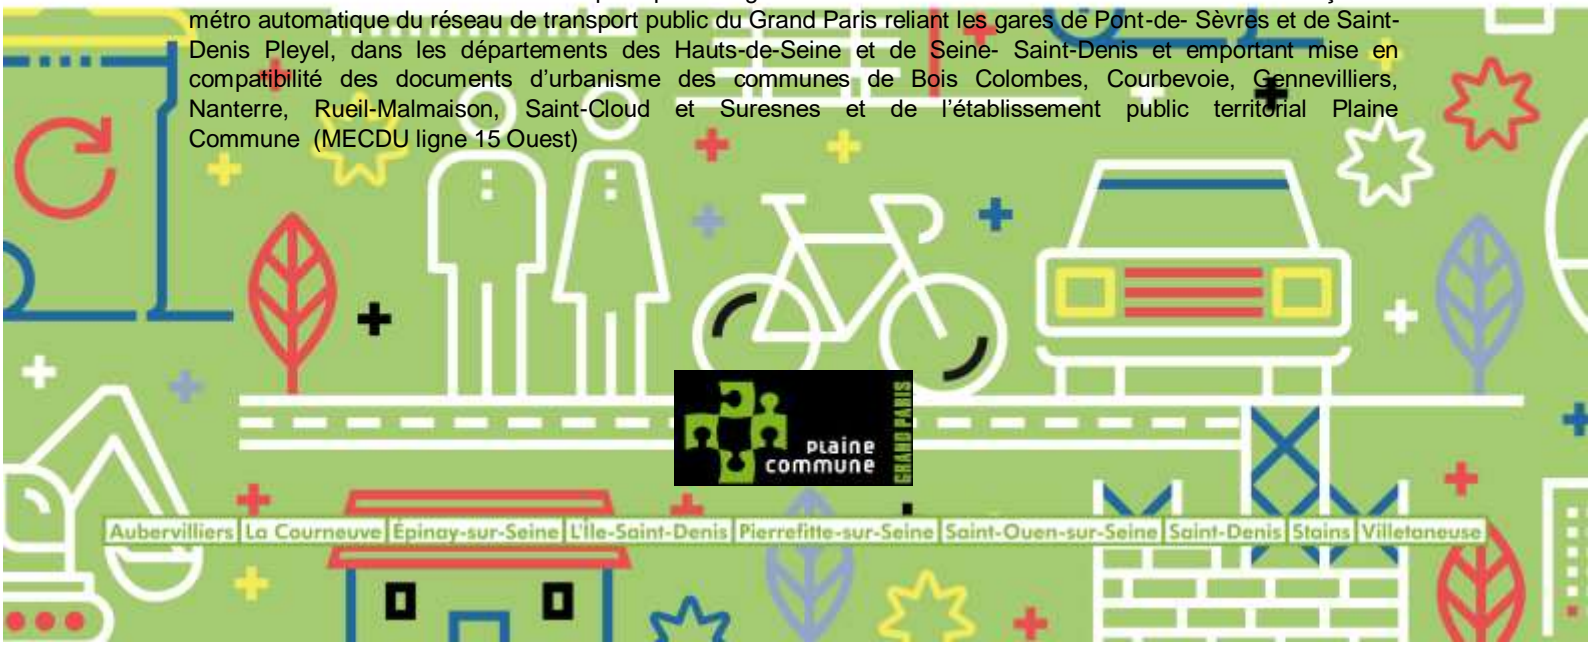 métro automatique du réseau de transport public du Grand Paris reliant les gares de Pont-de- Sèvres et de Saint-
Denis Pleyel, dans les départements des Hauts-de-Seine et de Seine- Saint-Denis et emportant mise en
compatibilité des documents d’urbanisme des communes de Bois Colombes, Courbevoie, Gennevilliers,
Nanterre, Rueil-Malmaison, Saint-Cloud et Suresnes et de l’établissement public territorial Plaine
Commune (MECDU ligne 15 Ouest)
PLaine
commune
GRAND PARIS
Aubervilliers La Courneuve Épinay-sur-Seine L'Île-Saint-Denis Pierrefitte-sur-Seine Saint-Ouen-sur-Seine Saint-Denis Stains Villetaneuse